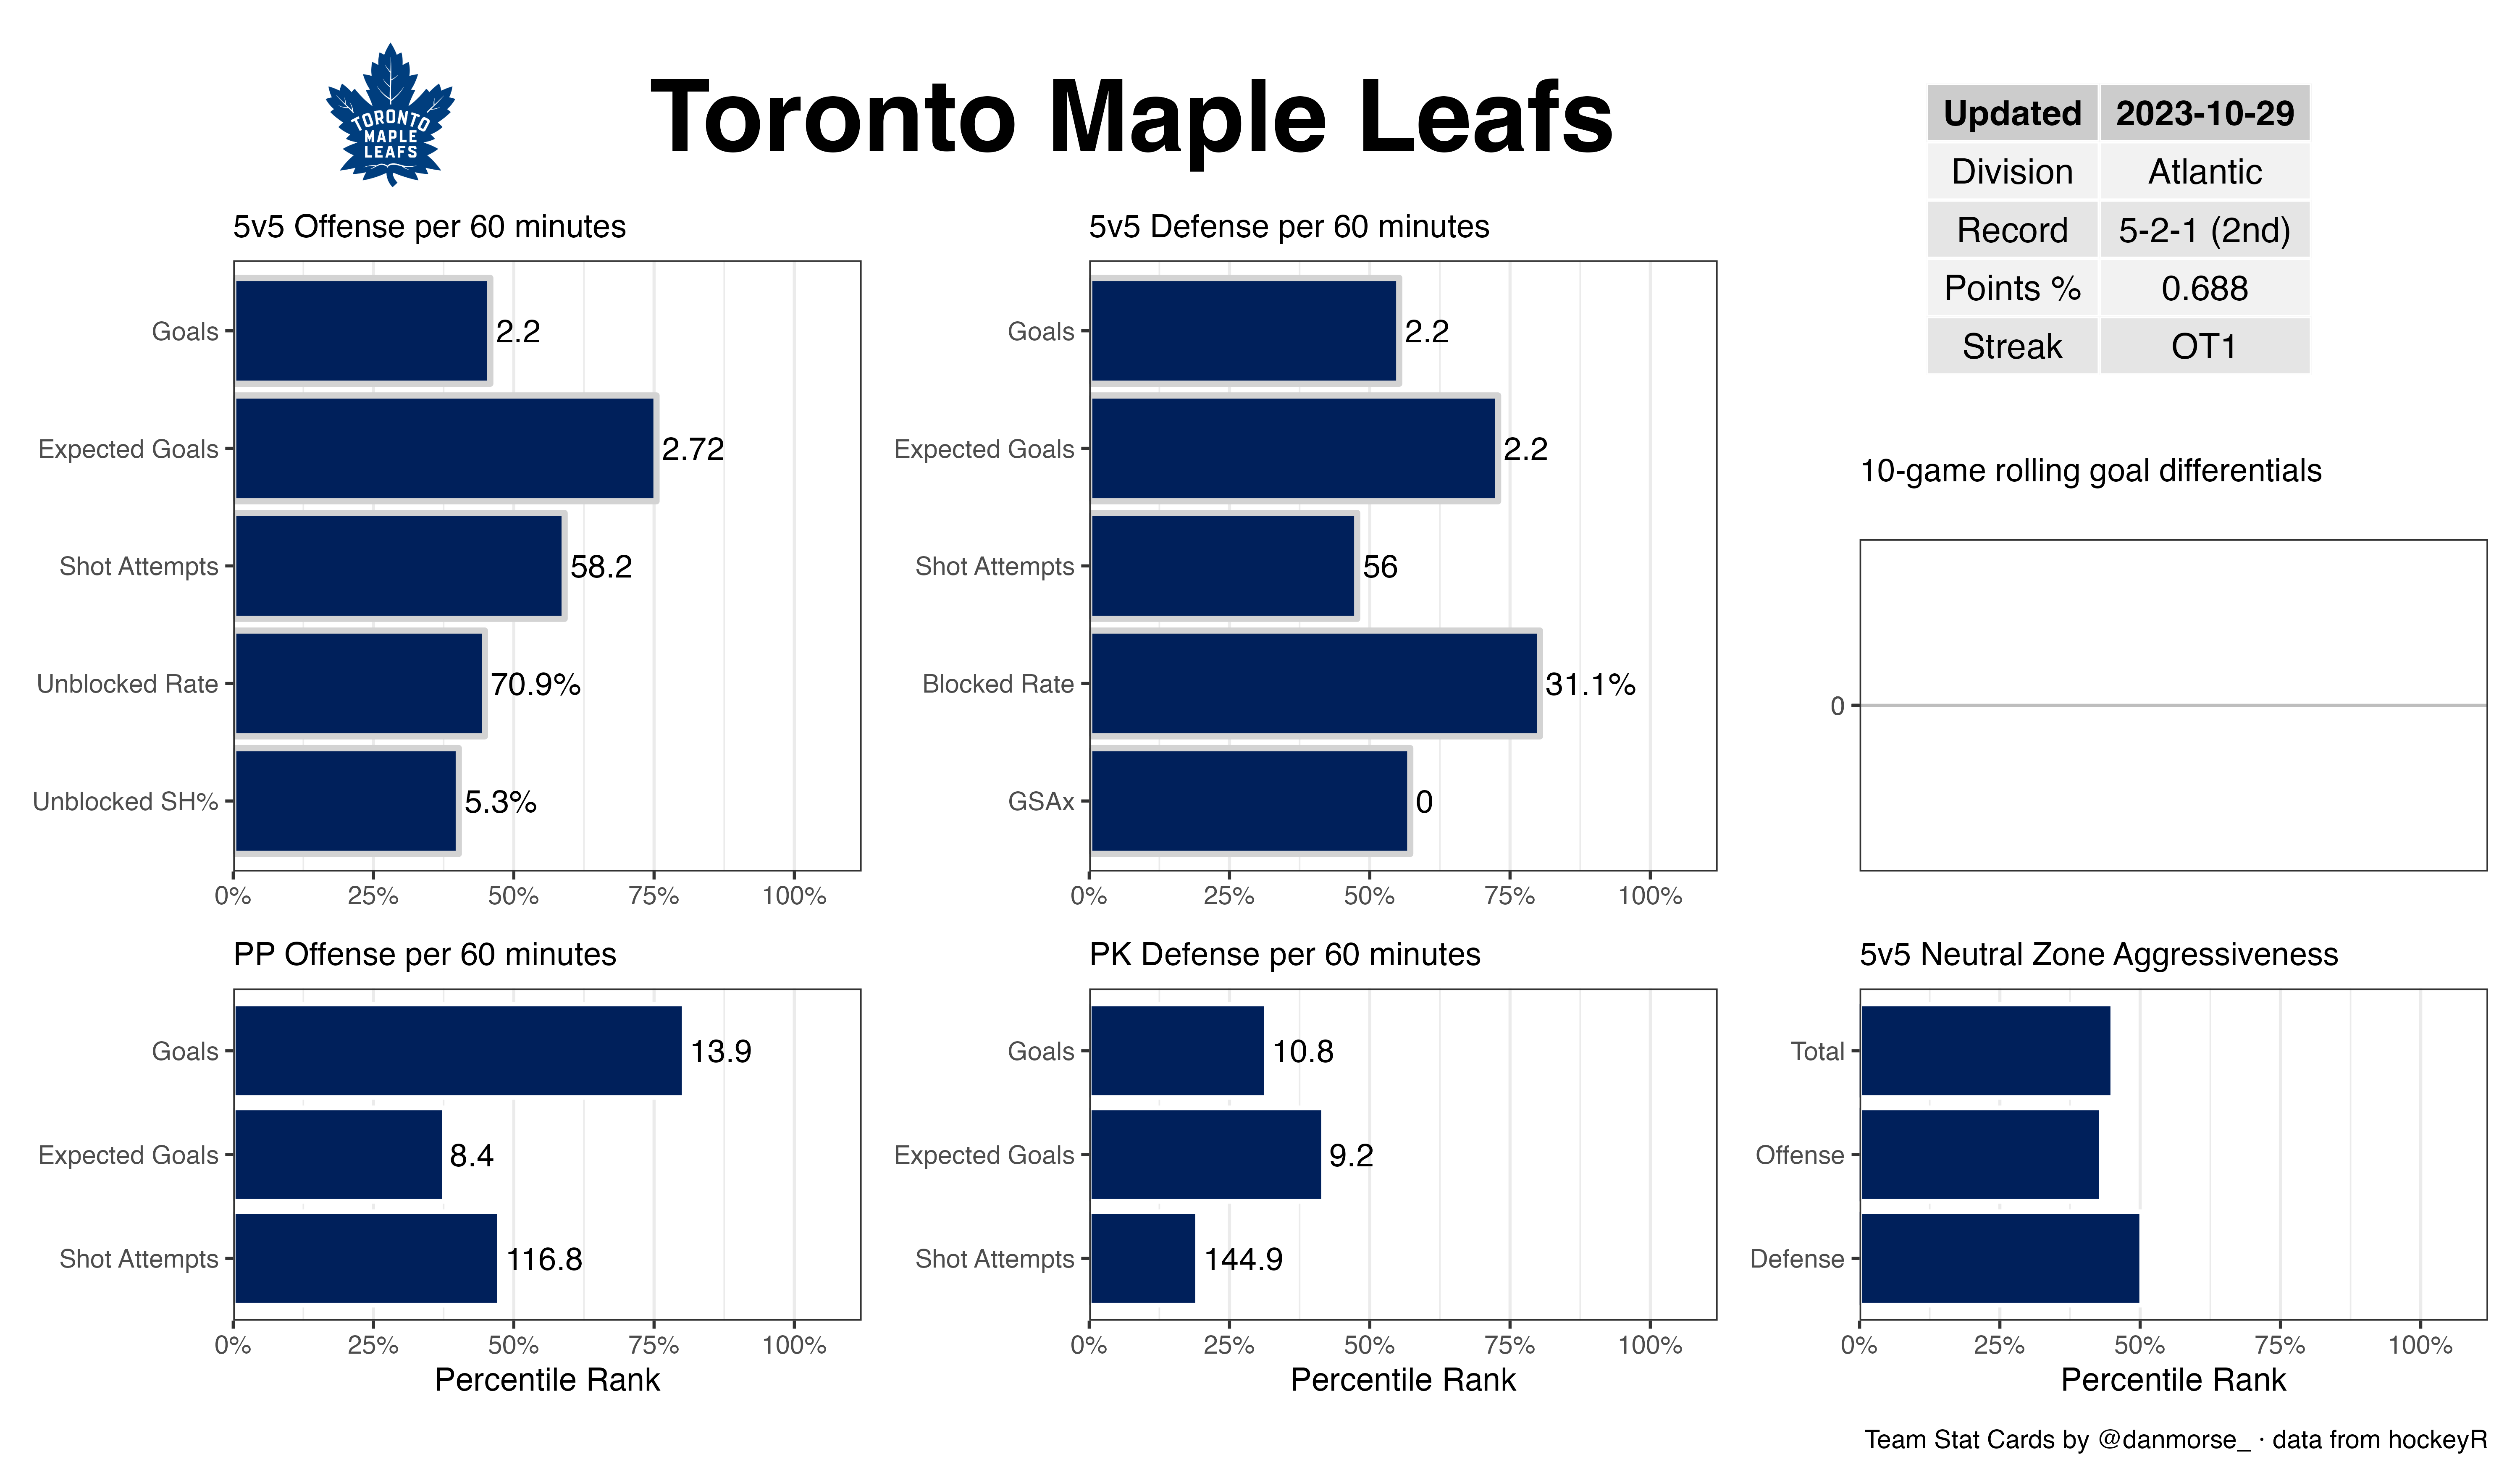 TORONTO
MAPLE
LEAFS
Toronto Maple Leafs
Updated 2023-10-29
Division Atlantic
Record 5-2-1 (2nd)
Points % 0.688
Streak OT1
5v5 Offense per 60 minutes
Goals 2.2
Expected Goals 2.72
Shot Attempts 58.2
Unblocked Rate 70.9%
Unblocked SH% 5.3%
0% 25% 50% 75% 100%
5v5 Defense per 60 minutes
Goals 2.2
Expected Goals 2.2
Shot Attempts 56
Blocked Rate 31.1%
GSAx 0
0% 25% 50% 75% 100%
10-game rolling goal differentials
0
PP Offense per 60 minutes
Goals 13.9
Expected Goals 8.4
Shot Attempts 116.8
0% 25% 50% 75% 100%
Percentile Rank
PK Defense per 60 minutes
Goals 10.8
Expected Goals 9.2
Shot Attempts 144.9
0% 25% 50% 75% 100%
Percentile Rank
5v5 Neutral Zone Aggressiveness
Total
Offense
Defense
0% 25% 50% 75% 100%
Percentile Rank
Team Stat Cards by @danmorse_ · data from hockeyR